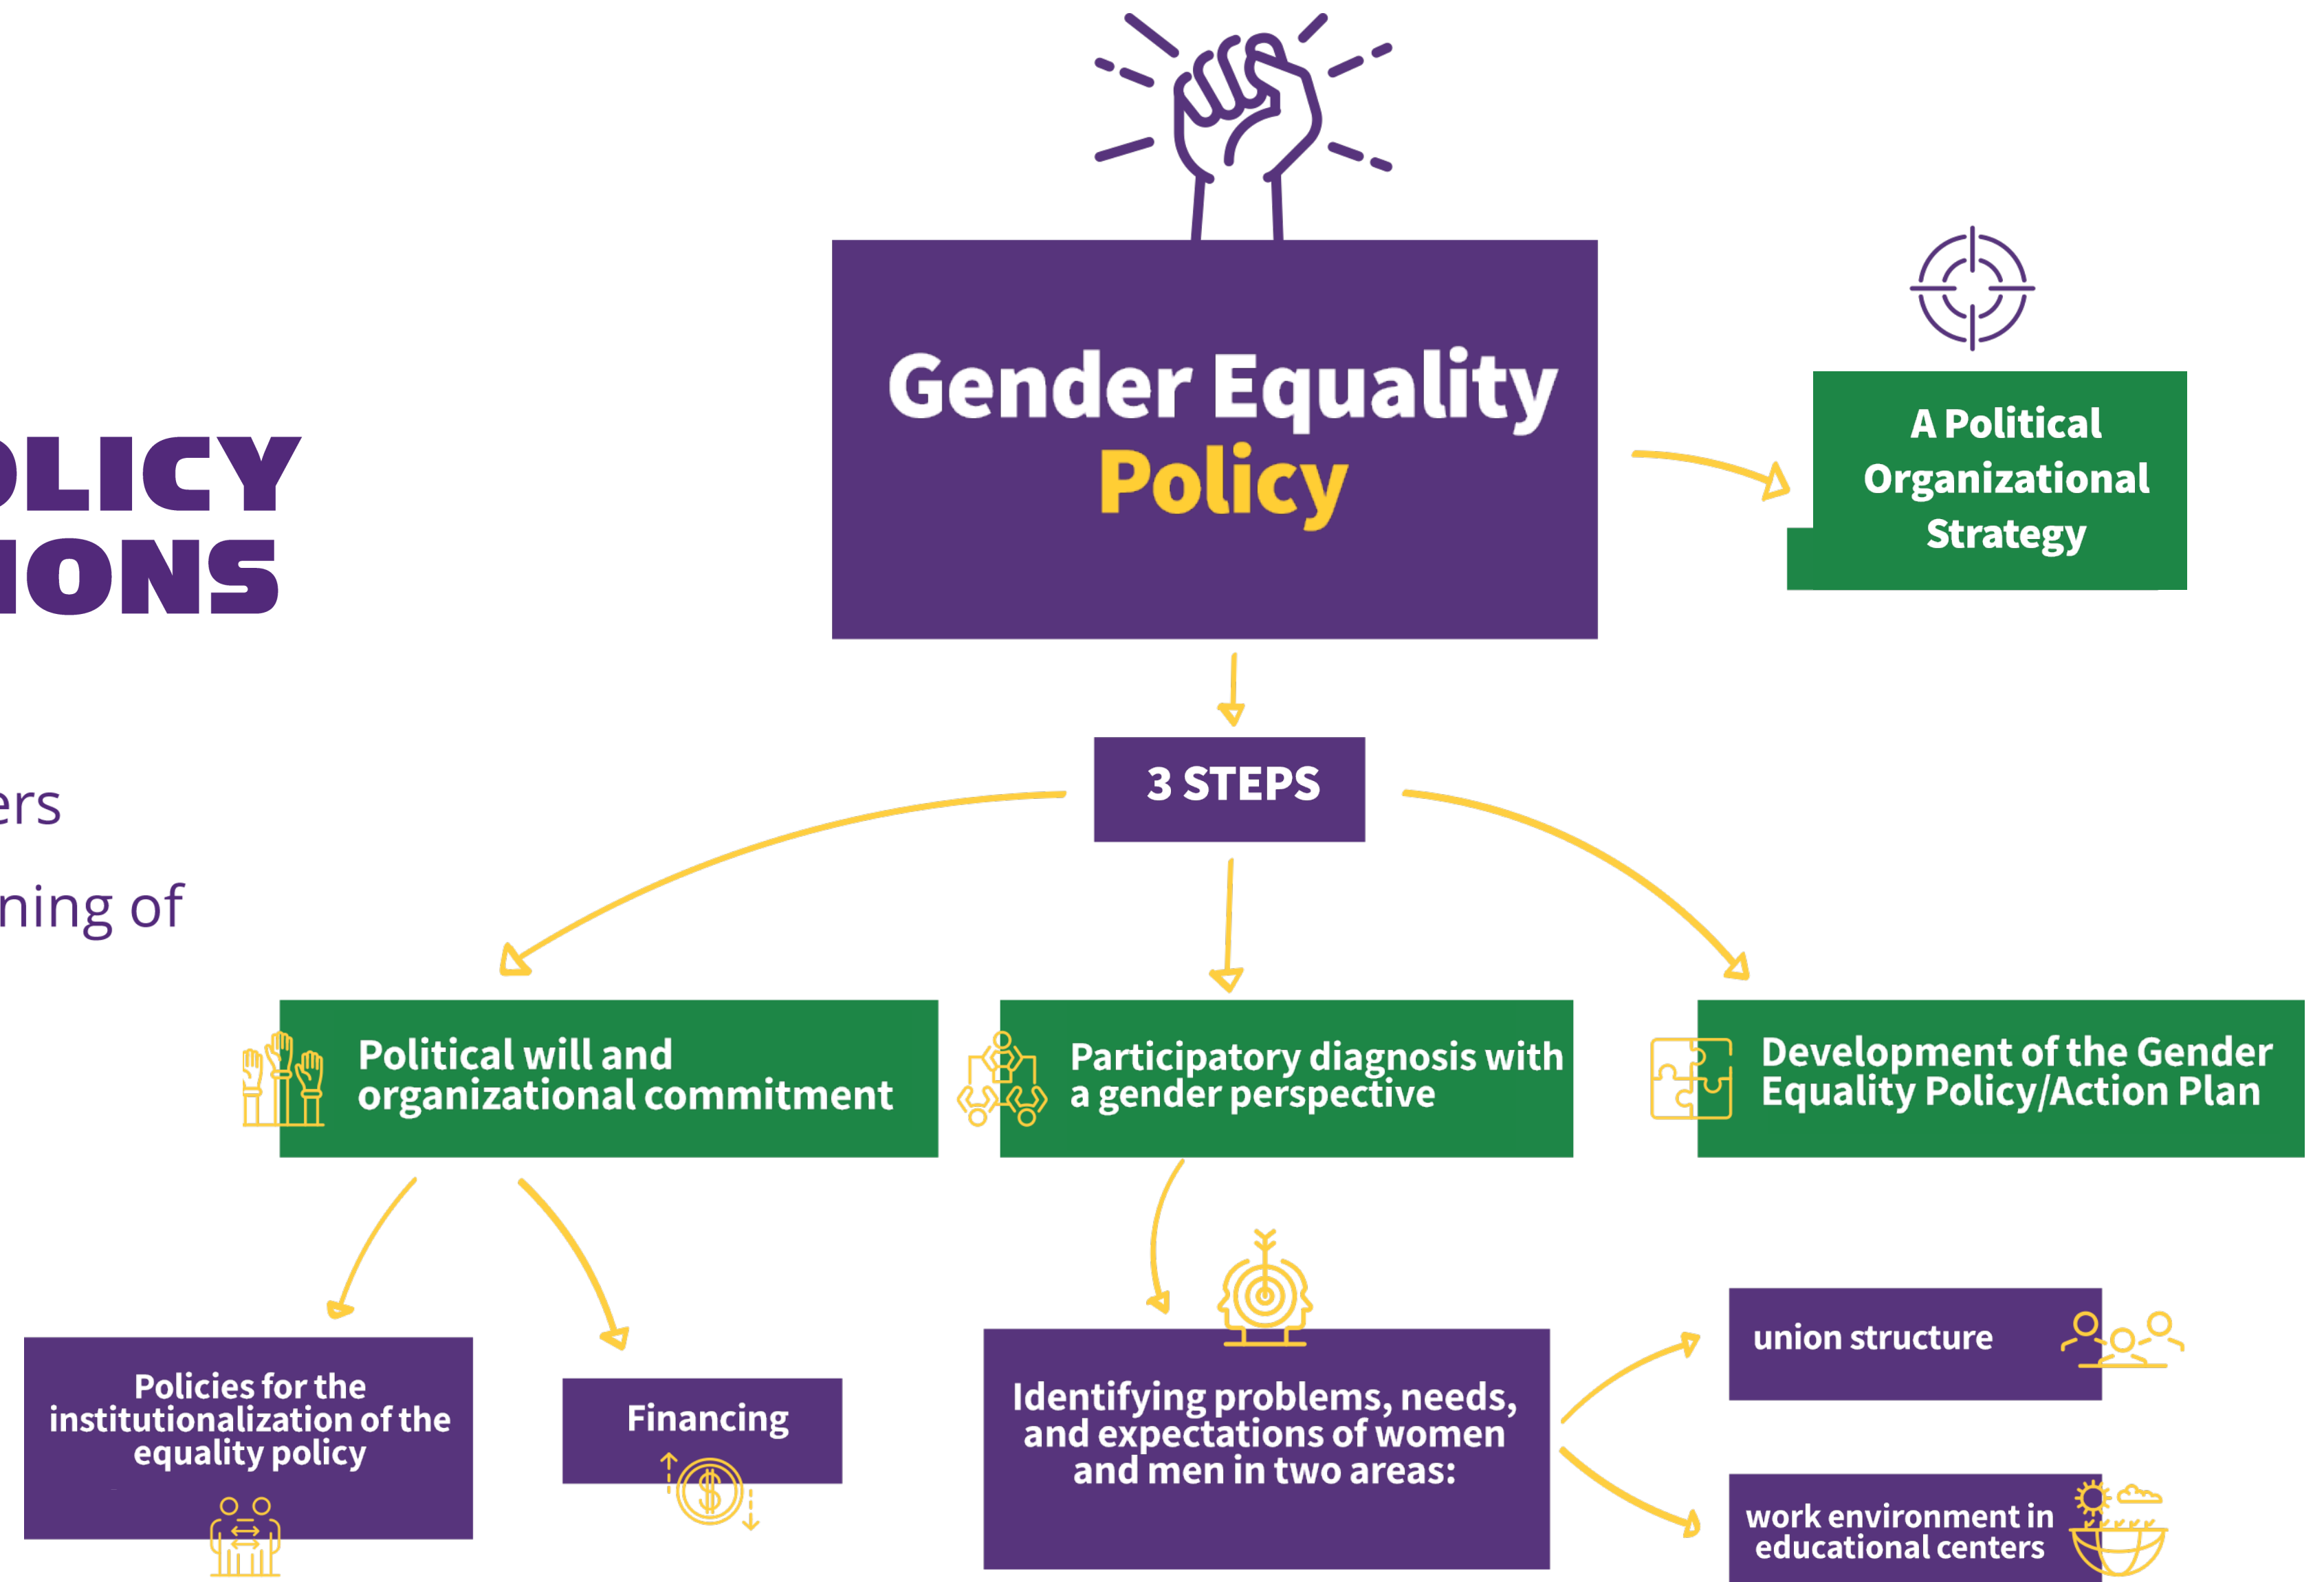 Gender Equality
Policy
A Political
Organizational
Strategy
OLICY
IONS
ers
ning of
3 STEPS
Political will and
organizational commitment
Participatory diagnosis with
a gender perspective
Development of the Gender
Equality Policy/Action Plan
Policies for the
institutionalization of the
equality policy
Financing
Identifying problems, needs,
and expectations of women
and men in two areas:
union structure
work environment in
educational centers